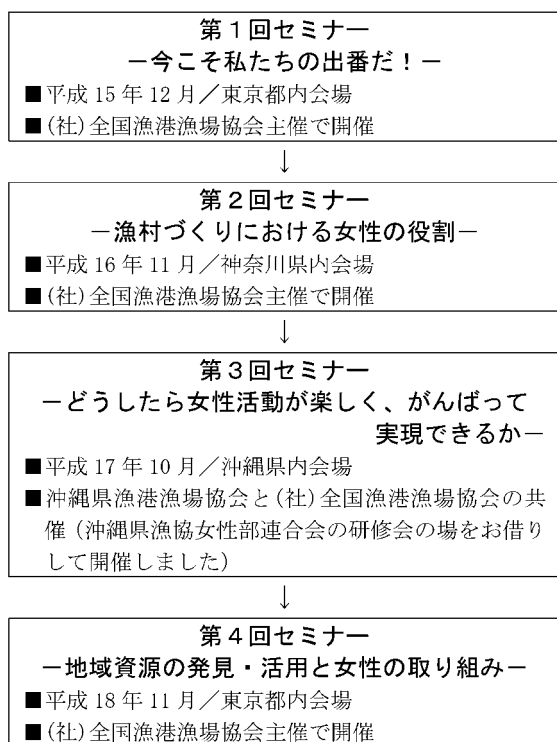 第１回セミナー
－今こそ私たちの出番だ！－
■平成 15 年 12 月／東京都内会場
■(社)全国漁港漁場協会主催で開催
↓
第２回セミナー
－漁村づくりにおける女性の役割－
■平成 16 年 11 月／神奈川県内会場
■(社)全国漁港漁場協会主催で開催
↓
第３回セミナー
－どうしたら女性活動が楽しく、がんばって
実現できるか－
■平成 17 年 10 月／沖縄県内会場
■沖縄県漁港漁場協会と(社)全国漁港漁場協会の共
催（沖縄県漁協女性部連合会の研修会の場をお借り
して開催しました）
↓
第４回セミナー
－地域資源の発見・活用と女性の取り組み－
■平成 18 年 11 月／東京都内会場
■(社)全国漁港漁場協会主催で開催